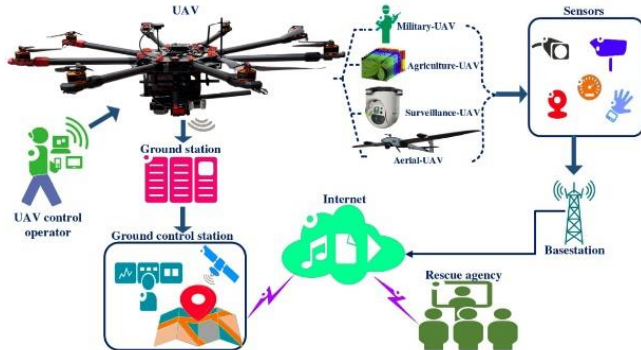 UAV
Military-UAV
Agriculture-UAV
Surveillance-UAV
Aerial-UAV
Sensors
UAV control
operator
Ground station
Ground control station
Internet
Basestation
Rescue agency